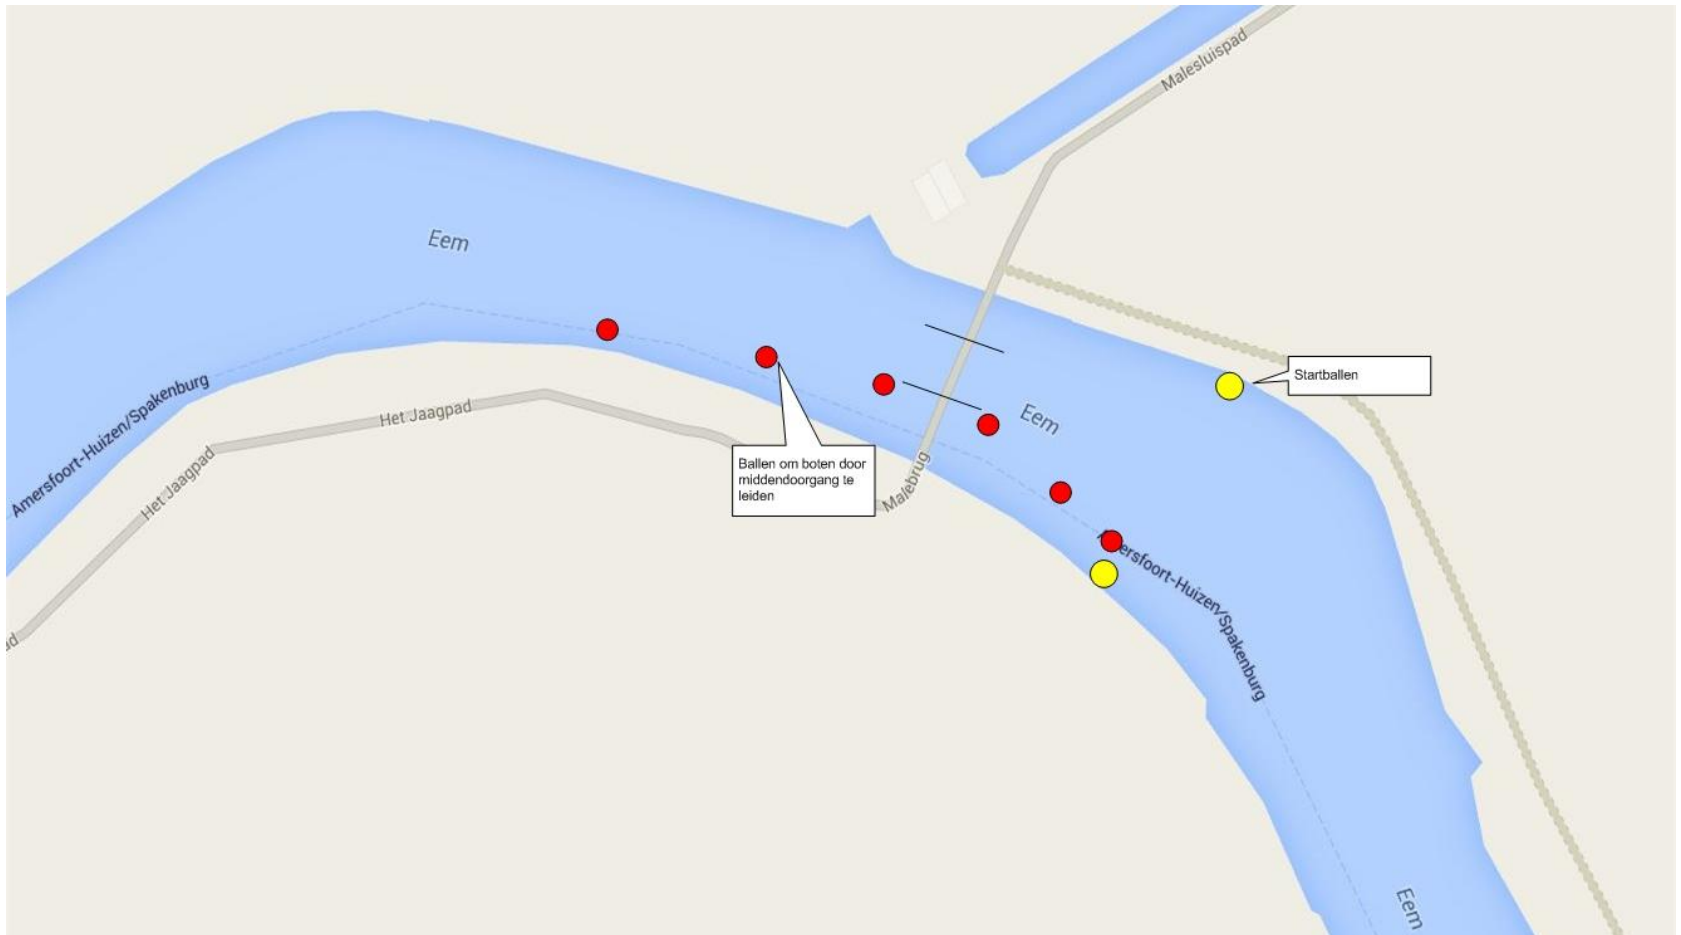 Malesluispad
Eem
Startballen
Amersfoort-Huizen/Spakenburg
Het Jaagpad
Eem
Ballen om boten door
middendoorgang te
leiden
Het Jaagpad
Malebrug
Amersfoort-Huizen/Spakenburg
ad
Eem